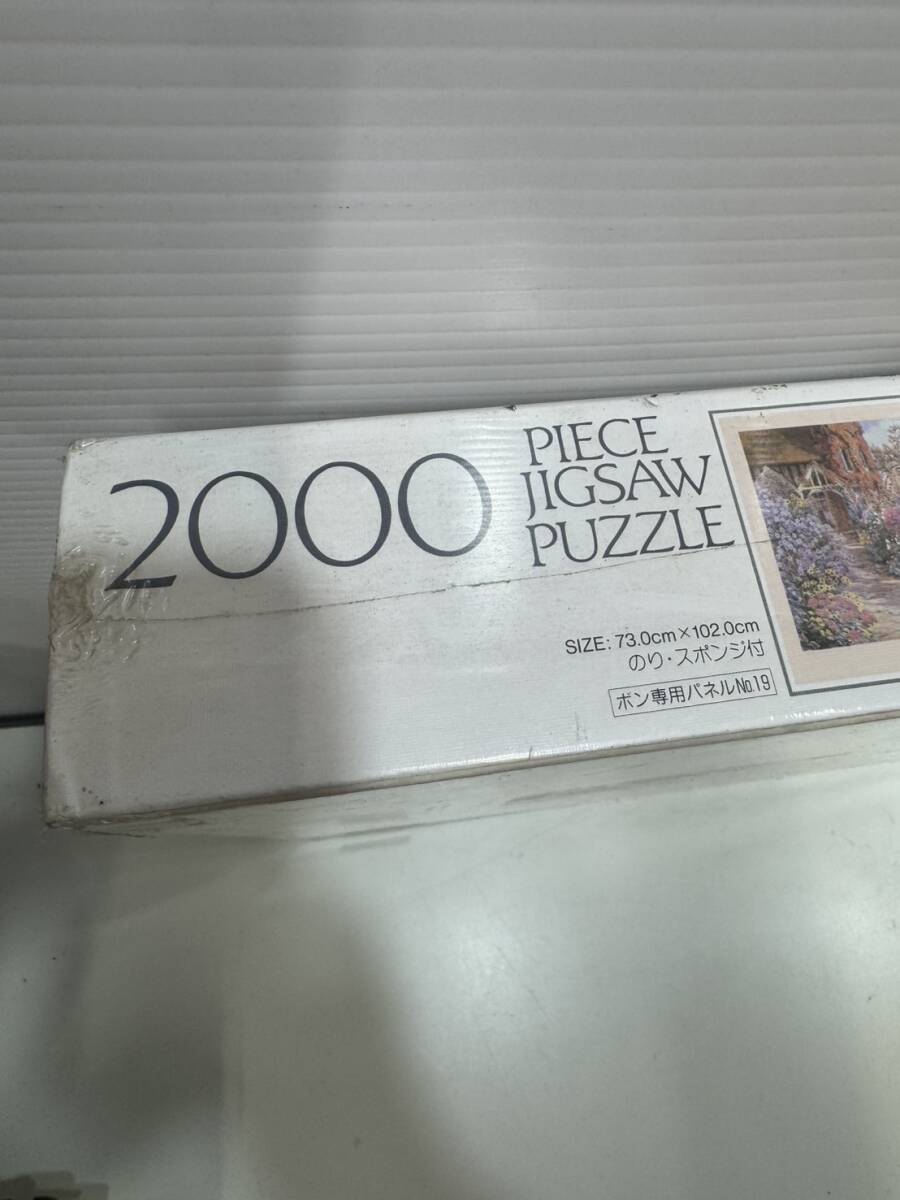 2000
PIECE
JIGSAW
PUZZLE
SIZE: 73.0cm×102.0cm
のり・スポンジ付
ボン専用パネルNo.19